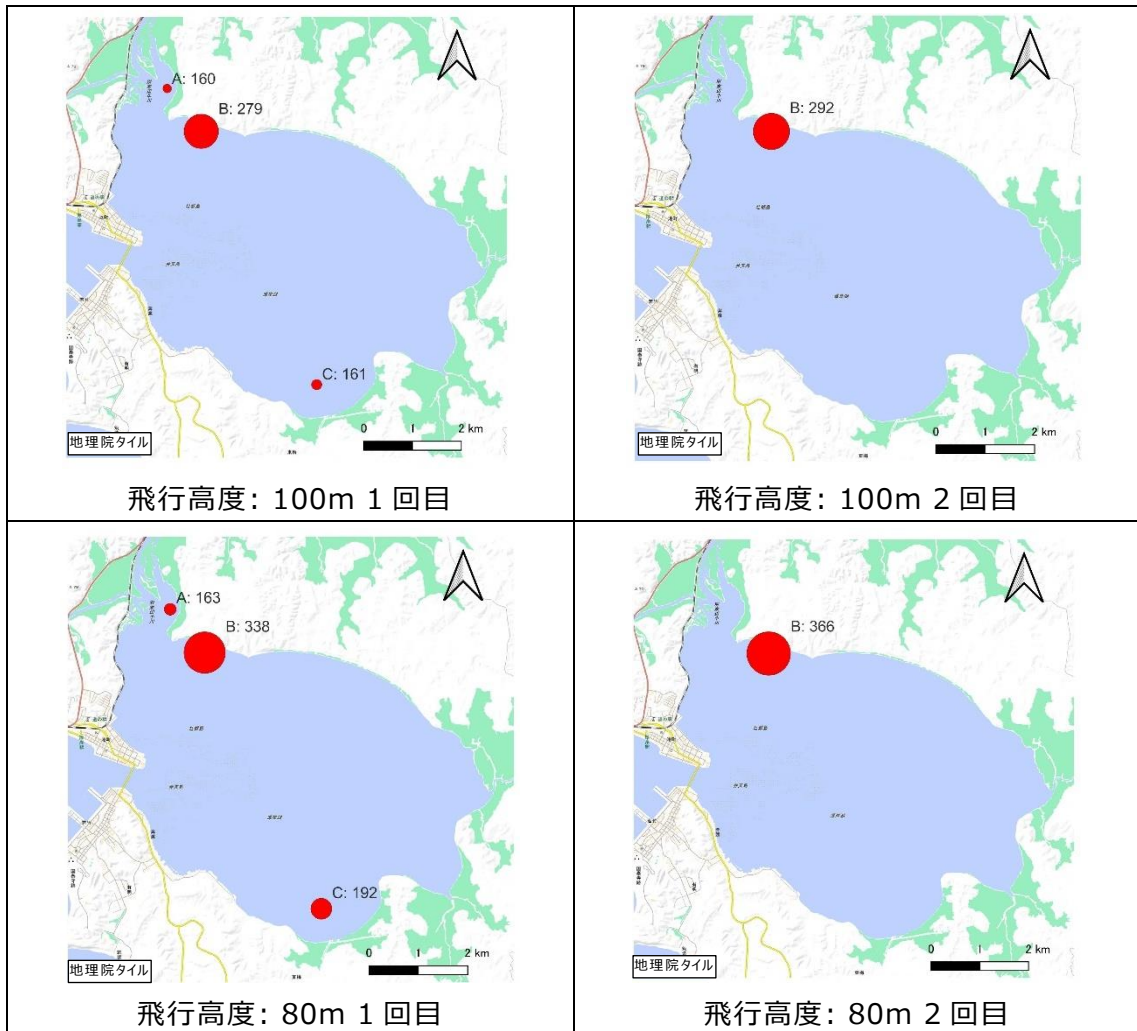 A: 160
B: 279
C: 161
0 1 2 km
地理院タイル
飛行高度: 100m 1 回目
B: 292
0 1 2 km
地理院タイル
飛行高度: 100m 2 回目
A: 163
B: 338
C: 192
0 1 2 km
地理院タイル
飛行高度: 80m 1 回目
B: 366
0 1 2 km
地理院タイル
飛行高度: 80m 2 回目